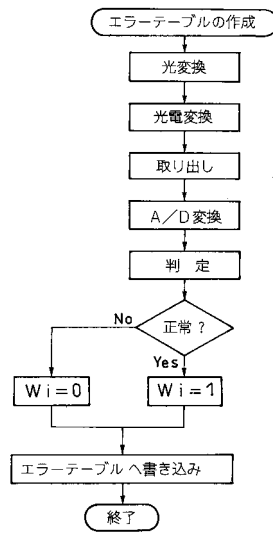 エラーテーブルの作成
光変換
光電変換
取り出し
A/D変換
判定
正常?
No
Yes
Wi=0
Wi=1
エラーテーブルへ書き込み
終了